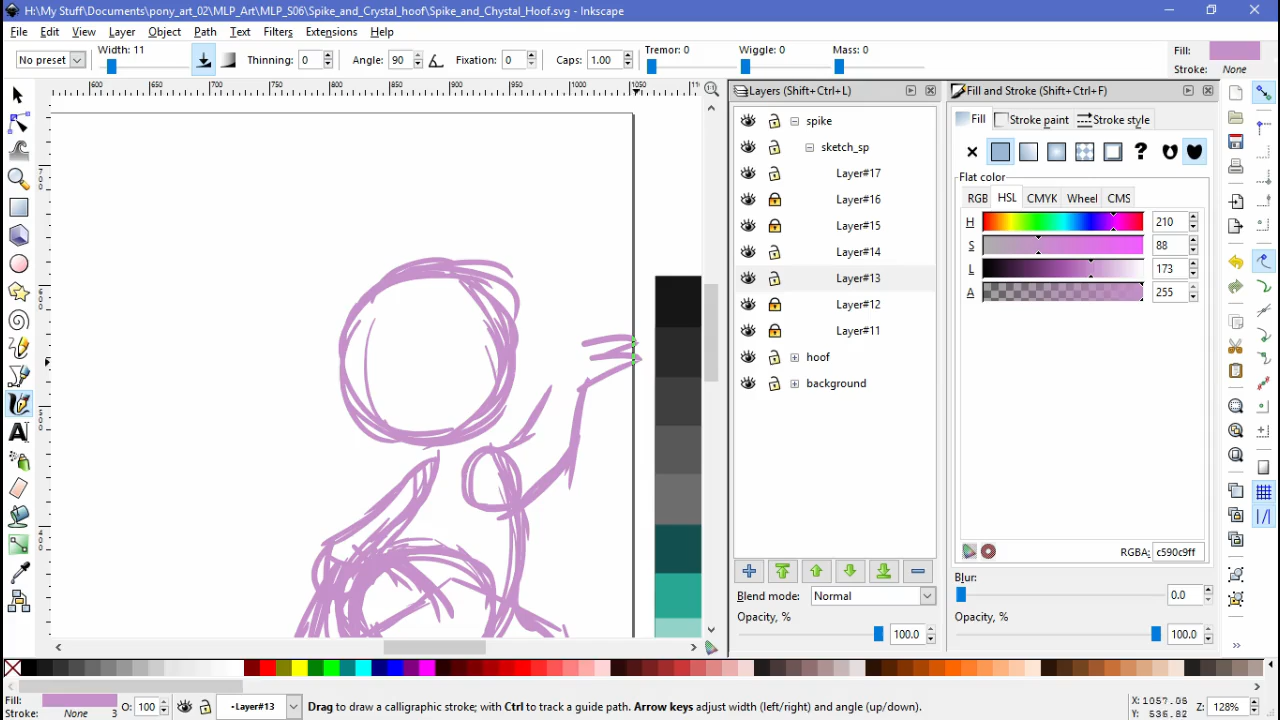 H:\My Stuff\Documents\pony_art_02\MLP_Art\MLP_S06\Spike_and_Crystal_hoof\Spike_and_Chystal_Hoof.svg - Inkscape
File Edit View Layer Object Path Text Filters Extensions Help
No preset Width: 11 Thinning: 0 Angle: 90 Fixation: 0 Caps: 1.00 Tremor: 0 Wiggle: 0 Mass: 0 Fill:
Stroke: None
600 850 900 950 1000 1050
Layers (Shift+Ctrl+L) Fill and Stroke (Shift+Ctrl+F)
spike
Fill Stroke paint Stroke style
sketch_sp
Layer#17
Flat color
Layer#16
RGB HSL CMYK Wheel CMS
Layer#15
H 210
S 88
Layer#14
L 173
Layer#13
A 255
Layer#12
Layer#11
hoof
background
RGBA: c590c9ff
Blur:
Blend mode: Normal 0.0
Opacity, % Opacity, %
100.0 100.0
Fill:
Stroke: None 3 O: 100 •Layer#13 Drag to draw a calligraphic stroke; with Ctrl to track a guide path. Arrow keys adjust width (left/right) and angle (up/down). X: 1057.06
Y: 536.82 Z: 128%